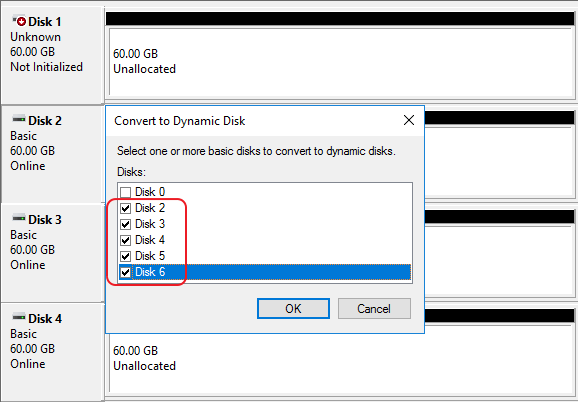 Disk 1
Unknown
60.00 GB
Not Initialized
60.00 GB
Unallocated
Disk 2
Basic
60.00 GB
Online
Disk 3
Basic
60.00 GB
Online
Disk 4
Basic
60.00 GB
Online
60.00 GB
Unallocated
Convert to Dynamic Disk
Select one or more basic disks to convert to dynamic disks.
Disks:
Disk 0
Disk 2
Disk 3
Disk 4
Disk 5
Disk 6
OK
Cancel